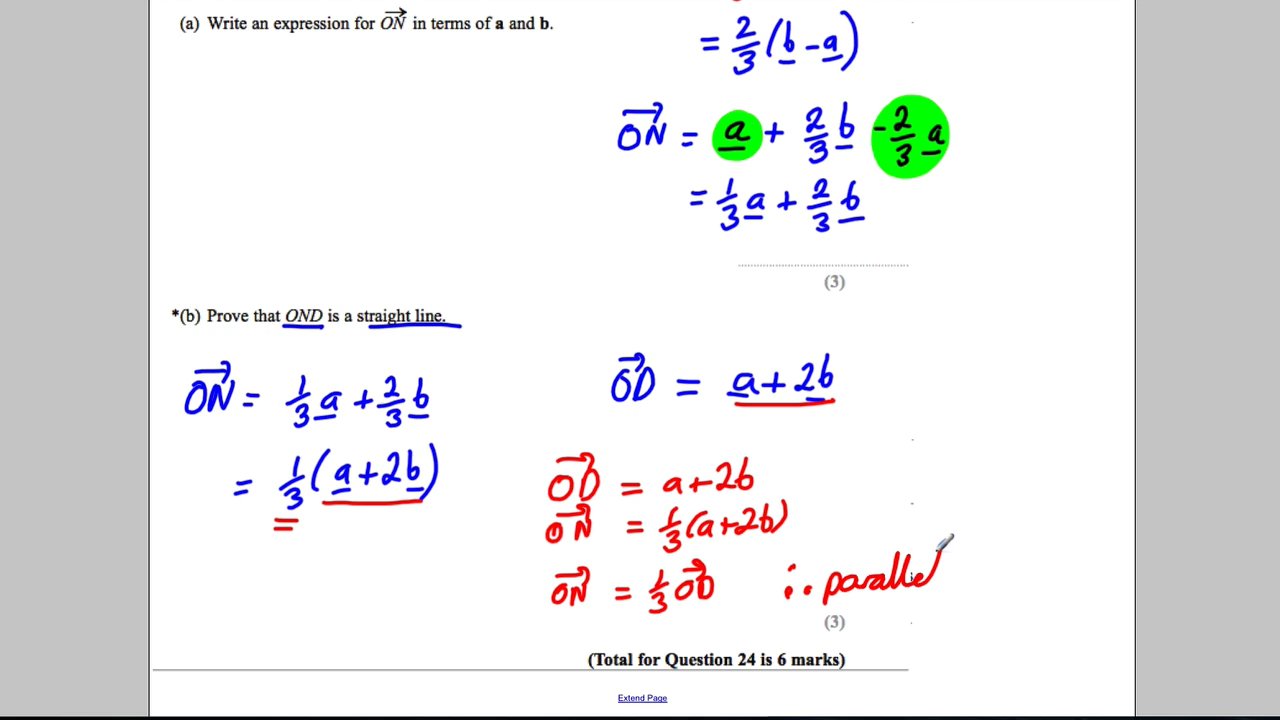 (a) Write an expression for ON in terms of a and b.
= 2/3 (b - a)
ON = a + 2/3 b - 2/3 a
= 1/3 a + 2/3 b
(3)
*(b) Prove that OND is a straight line.
ON = 1/3 a + 2/3 b
= 1/3 (a + 2b)
OD = a + 2b
OD = a + 2b
ON = 1/3 (a + 2b)
ON = 1/3 OD ∴ parallel
(3)
(Total for Question 24 is 6 marks)
Extend Page